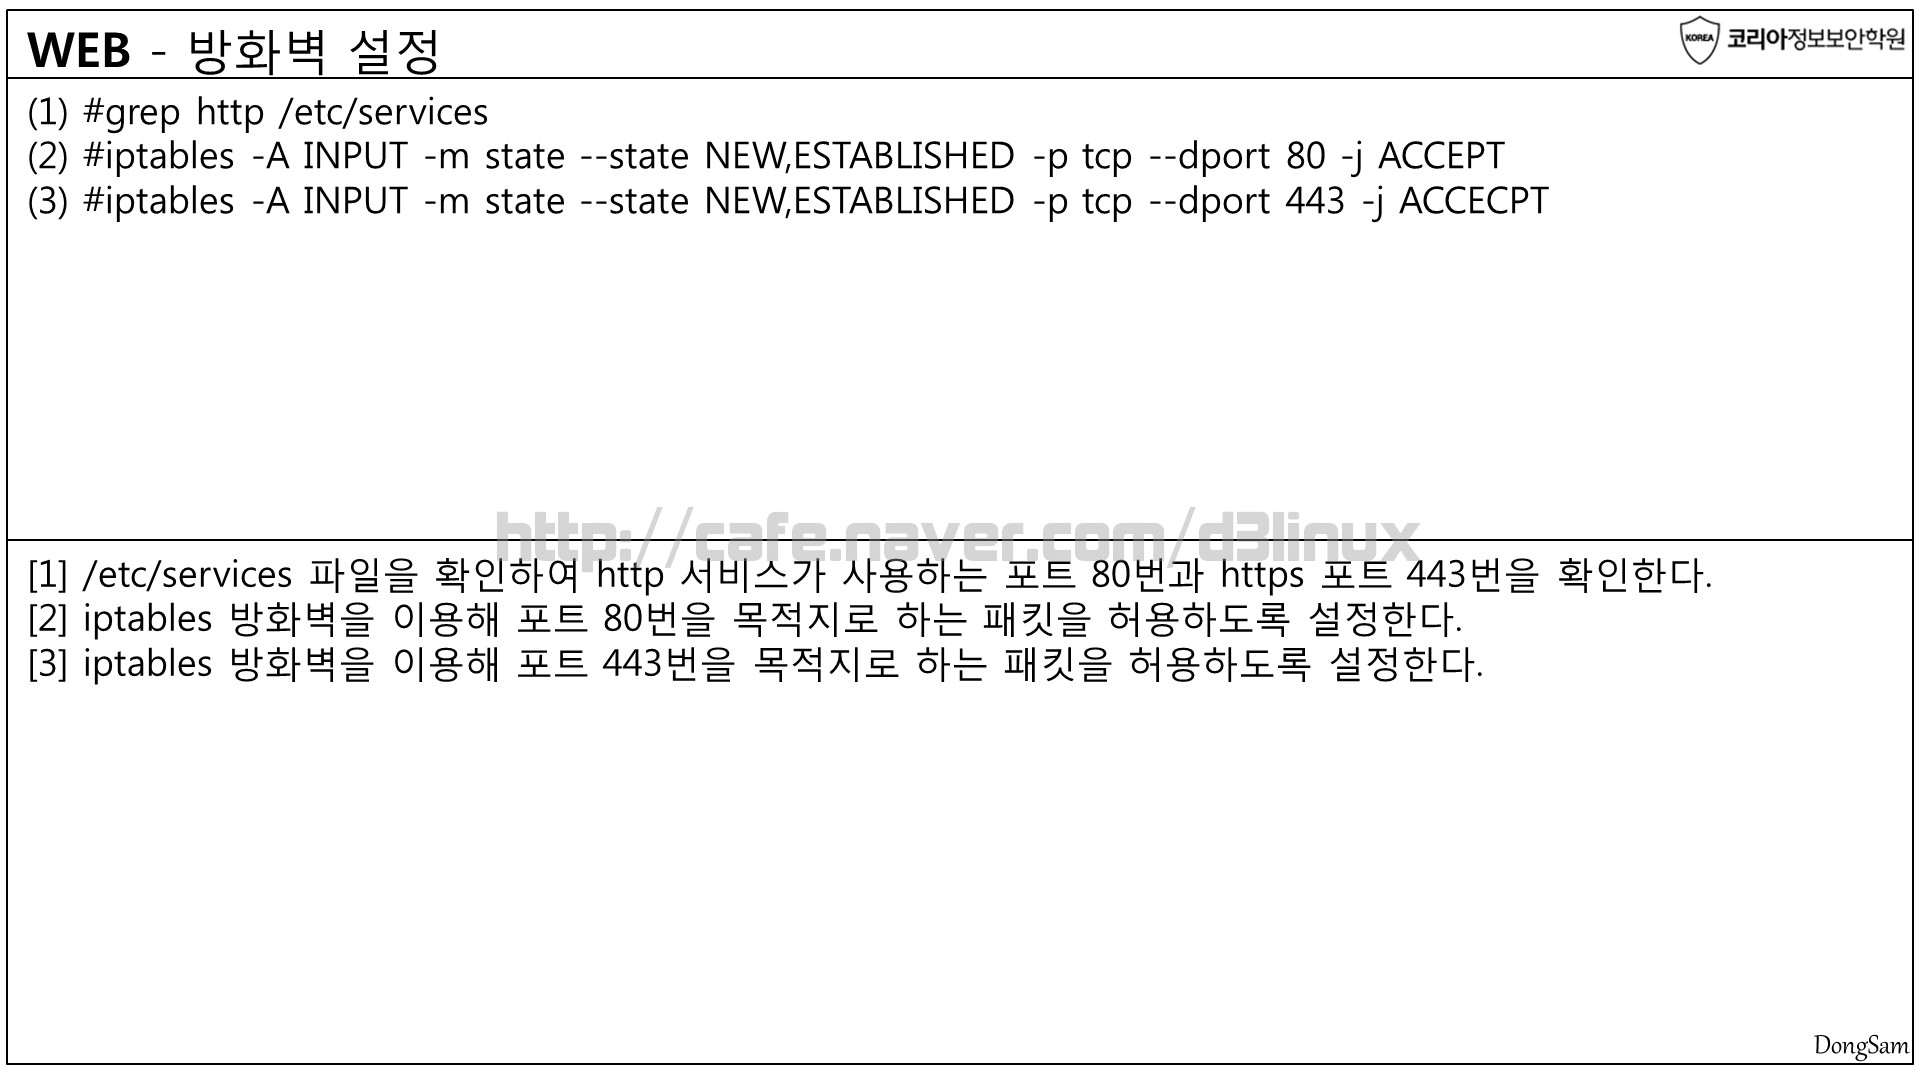 WEB - 방화벽 설정
KOREA 코리아정보보안학원
(1) #grep http /etc/services
(2) #iptables -A INPUT -m state --state NEW,ESTABLISHED -p tcp --dport 80 -j ACCEPT
(3) #iptables -A INPUT -m state --state NEW,ESTABLISHED -p tcp --dport 443 -j ACCECPT
http://cafe.naver.com/d3linux
[1] /etc/services 파일을 확인하여 http 서비스가 사용하는 포트 80번과 https 포트 443번을 확인한다.
[2] iptables 방화벽을 이용해 포트 80번을 목적지로 하는 패킷을 허용하도록 설정한다.
[3] iptables 방화벽을 이용해 포트 443번을 목적지로 하는 패킷을 허용하도록 설정한다.
DongSam